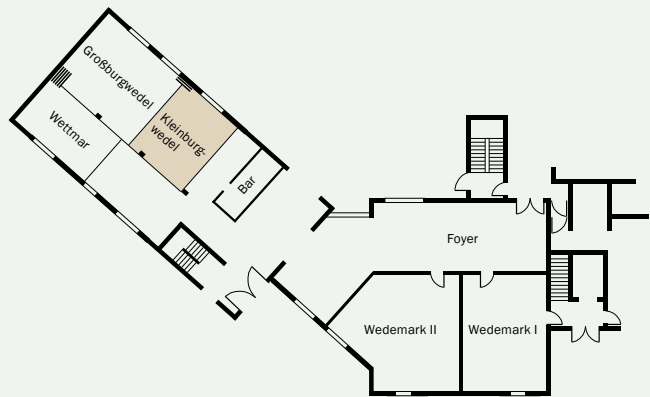 Großburgwedel
Kleinburg-
wedel
Wettmar
Bar
Foyer
Wedemark II
Wedemark I